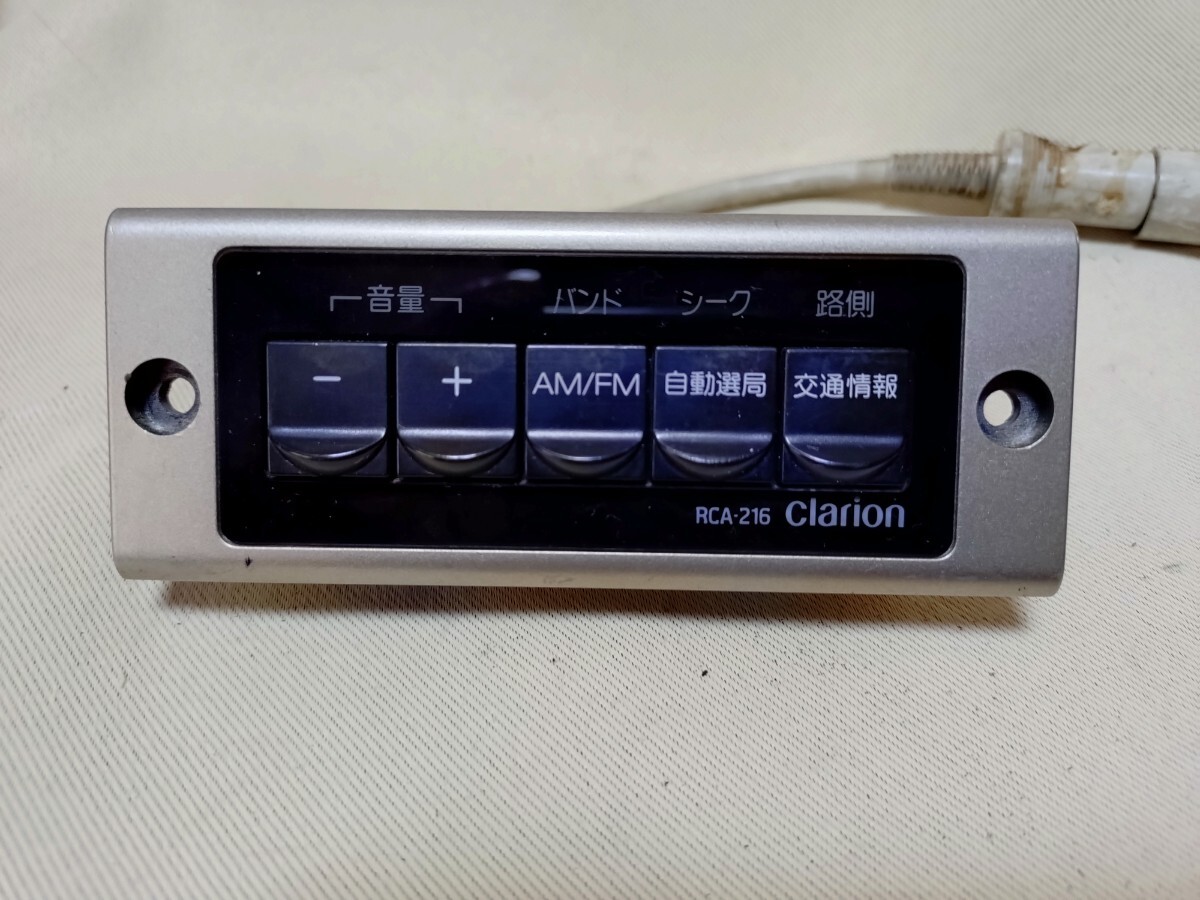 音量 バンド シーク 路側
- + AM/FM 自動選局 交通情報
RCA-216 clarion